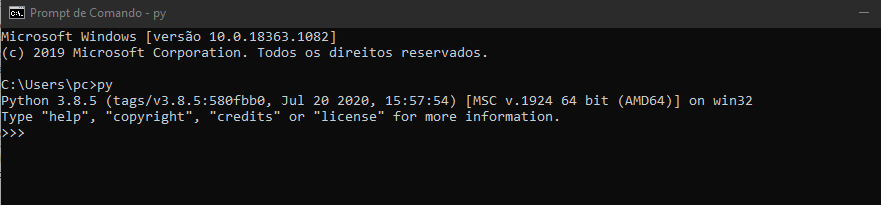 Prompt de Comando - py
Microsoft Windows [versão 10.0.18363.1082]
(c) 2019 Microsoft Corporation. Todos os direitos reservados.
C:\Users\pc>py
Python 3.8.5 (tags/v3.8.5:580fbb0, Jul 20 2020, 15:57:54) [MSC v.1924 64 bit (AMD64)] on win32
Type "help", "copyright", "credits" or "license" for more information.
>>>